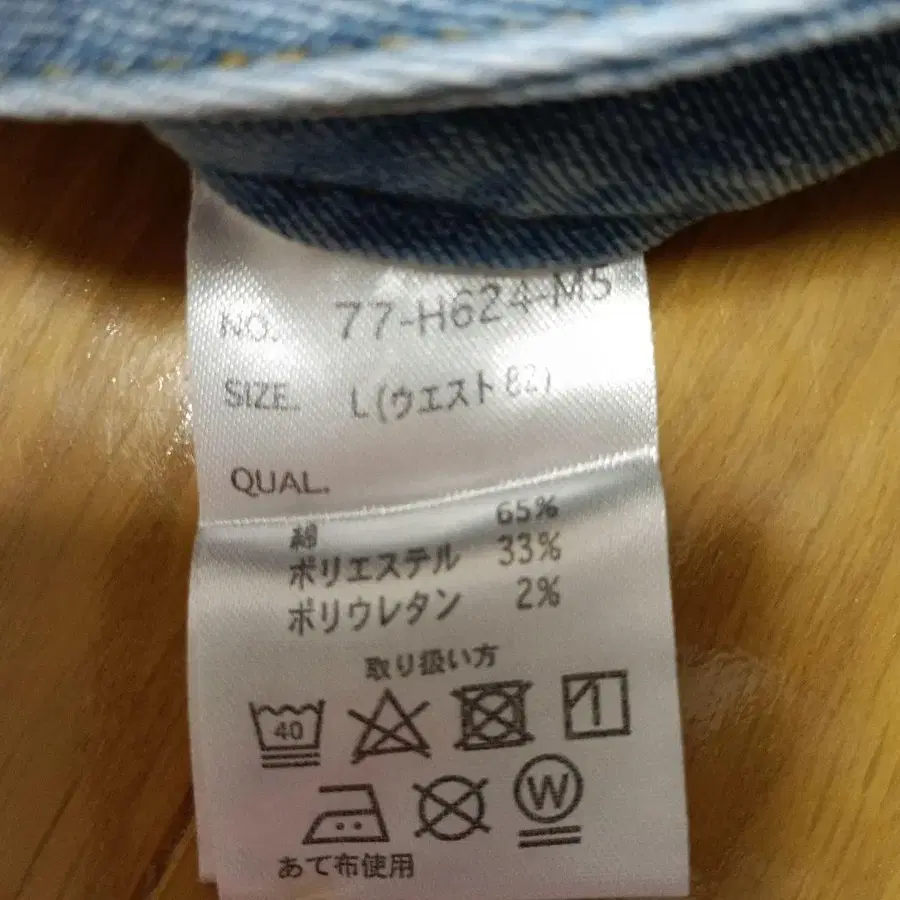 NO. 77-H624-M5
SIZE. L(ウエスト82)
QUAL.
綿 65%
ポリエステル 33%
ポリウレタン 2%
取り扱い方
40
W
あて布使用